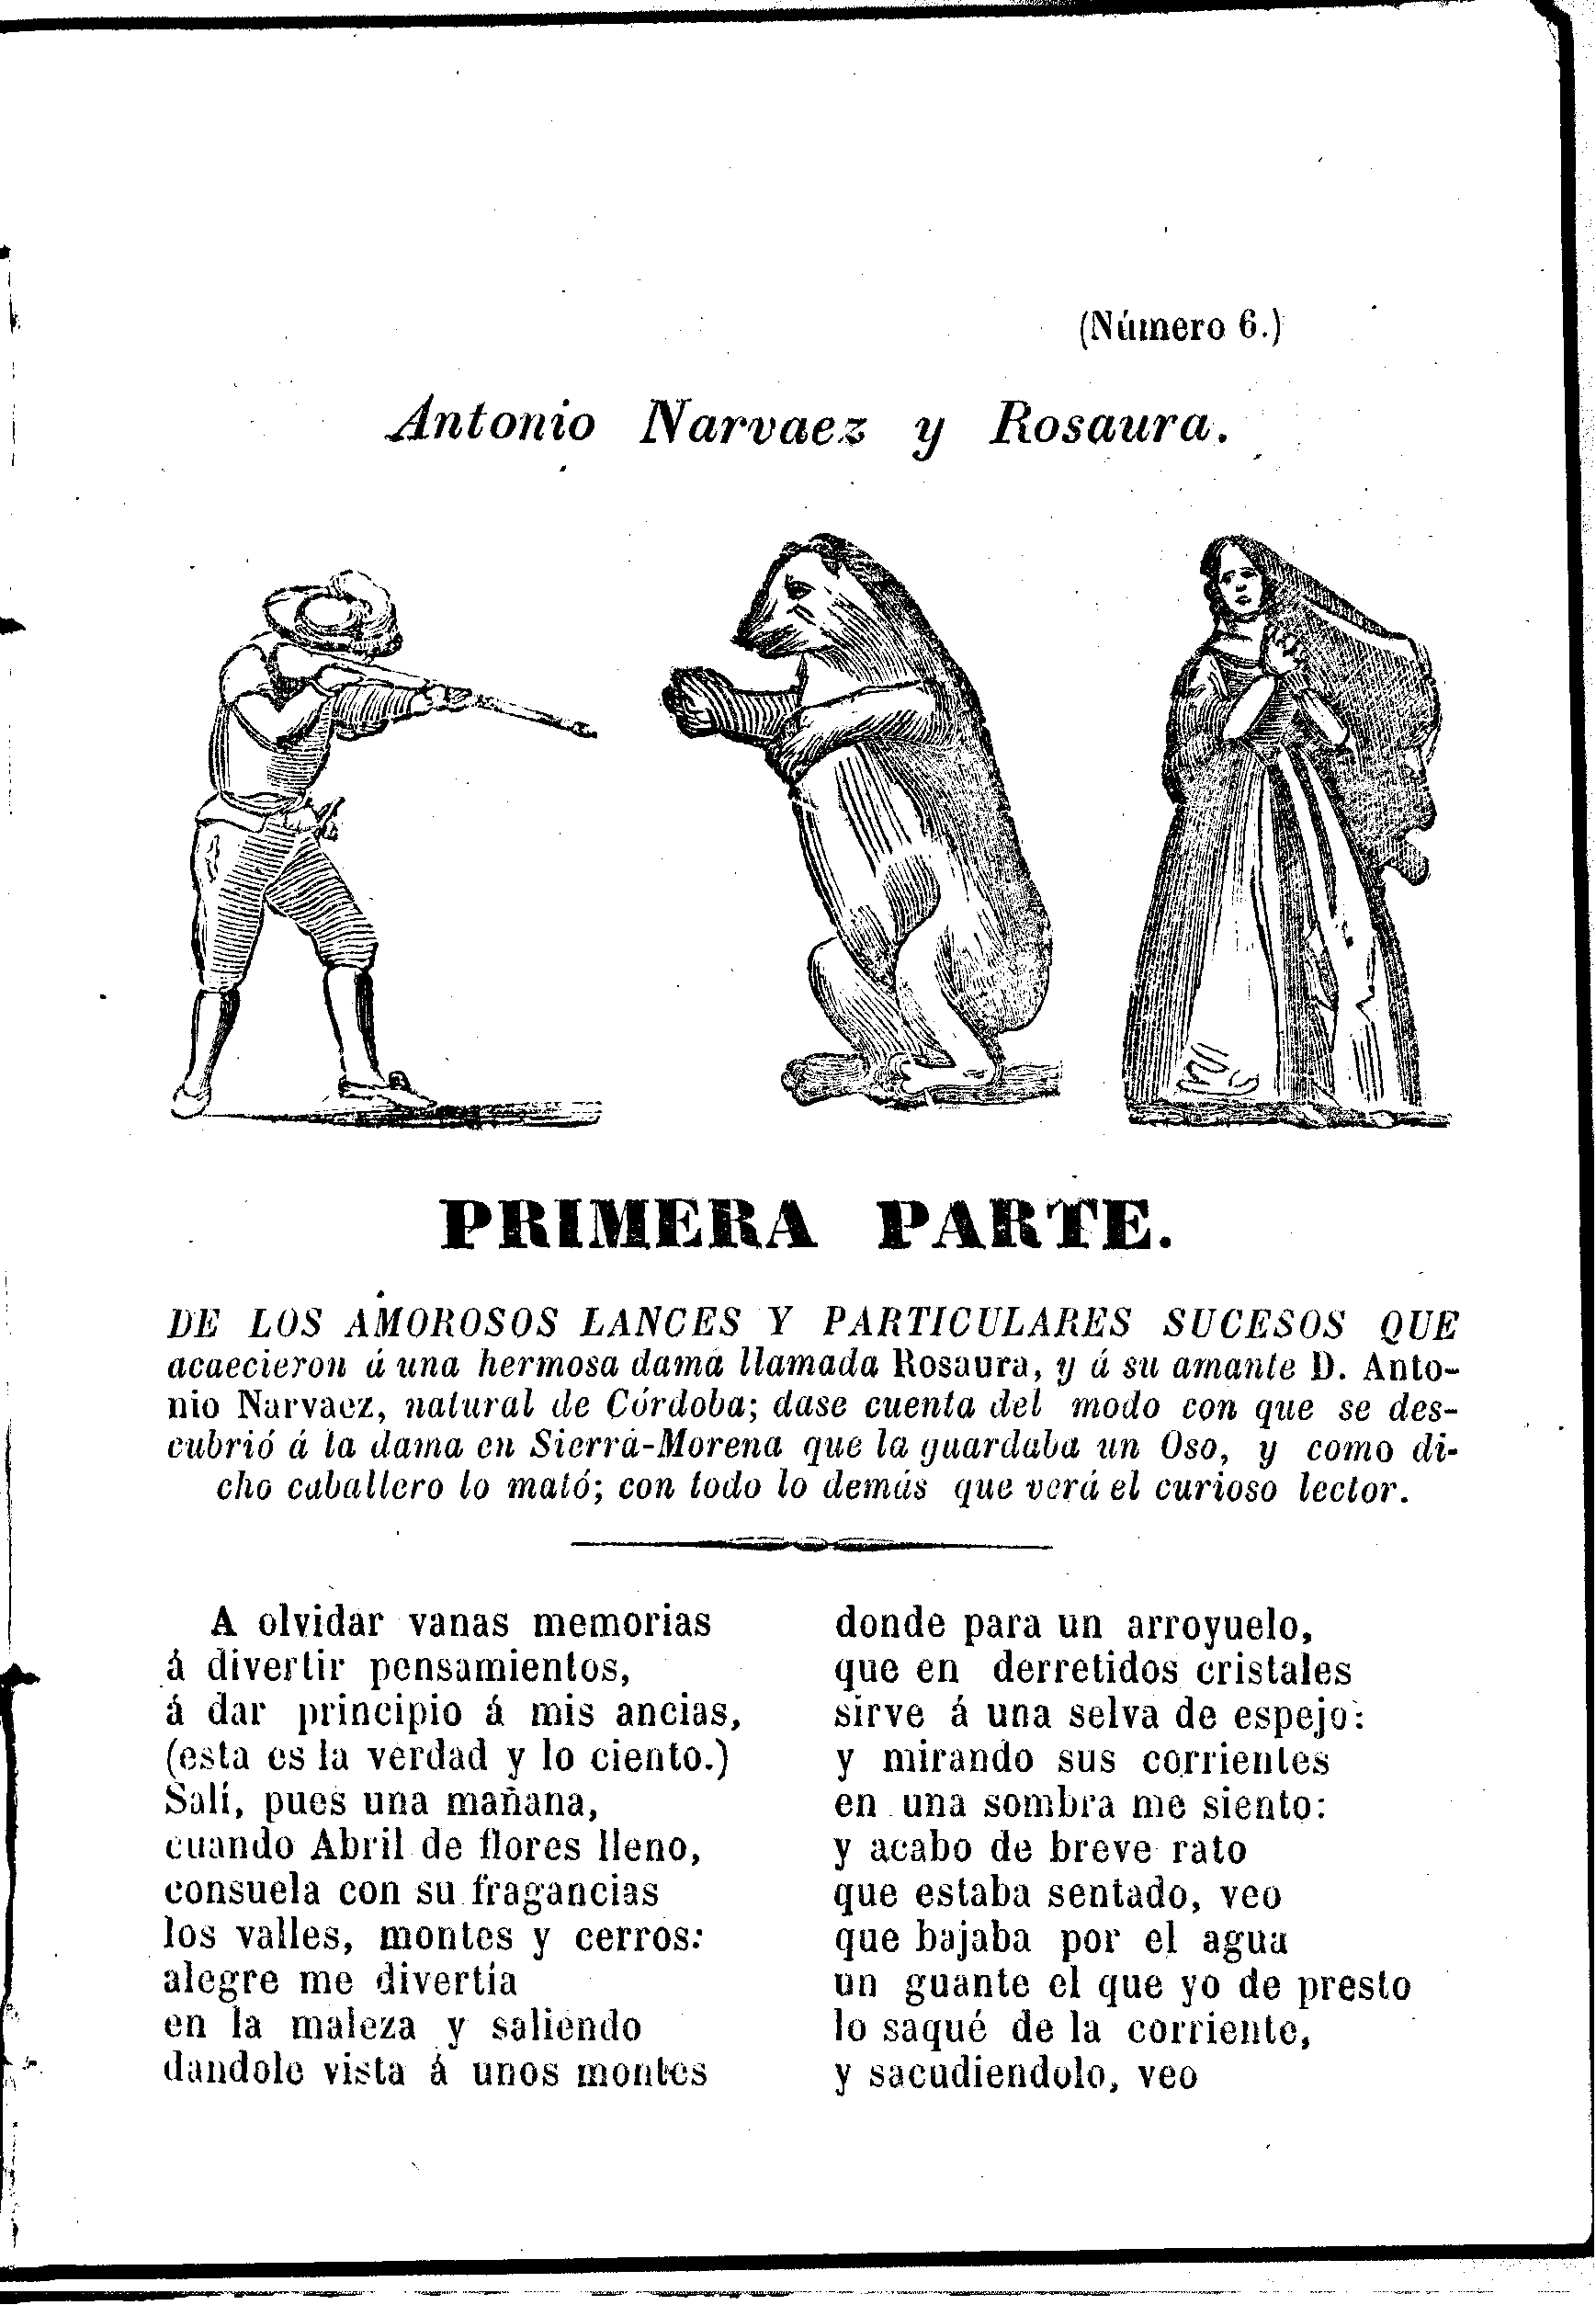 (Número 6.)
Antonio Narvaez y Rosaura.
PRIMERA PARTE.
DE LOS AMOROSOS LANCES Y PARTICULARES SUCESOS QUE
acaecieron á una hermosa dama llamada Rosaura, y á su amante D. Anto-
nio Narvaez, natural de Córdoba; dase cuenta del modo con que se des-
cubrió á la dama en Sierra-Morena que la guardaba un Oso, y como di-
cho caballero lo mató; con todo lo demás que verá el curioso lector.
A olvidar vanas memorias
á divertir pensamientos,
á dar principio á mis ancias,
(esta es la verdad y lo ciento.)
Salí, pues una mañana,
cuando Abril de flores lleno,
consuela con su fragancias
los valles, montes y cerros:
alegre me divertía
en la maleza y saliendo
dandole vista á unos montes
donde para un arroyuelo,
que en derretidos cristales
sirve á una selva de espejo:
y mirando sus corrientes
en una sombra me siento:
y acabo de breve rato
que estaba sentado, veo
que bajaba por el agua
un guante el que yo de presto
lo saqué de la corriente,
y sacudiendolo, veo